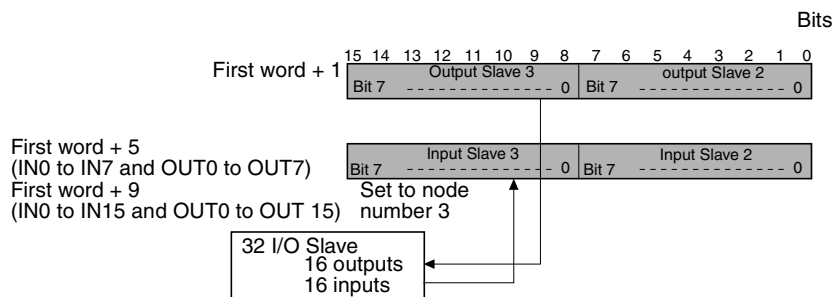 Bits
15 14 13 12 11 10 9 8 7 6 5 4 3 2 1 0
First word + 1
Output Slave 3
output Slave 2
Bit 7 - - - - - - - - - - - - - - - 0
Bit 7 - - - - - - - - - - - - - - - 0
First word + 5
(IN0 to IN7 and OUT0 to OUT7)
Input Slave 3
Input Slave 2
Bit 7 - - - - - - - - - - - - - - - 0
Bit 7 - - - - - - - - - - - - - - - 0
First word + 9
(IN0 to IN15 and OUT0 to OUT 15)
Set to node
number 3
32 I/O Slave
16 outputs
16 inputs